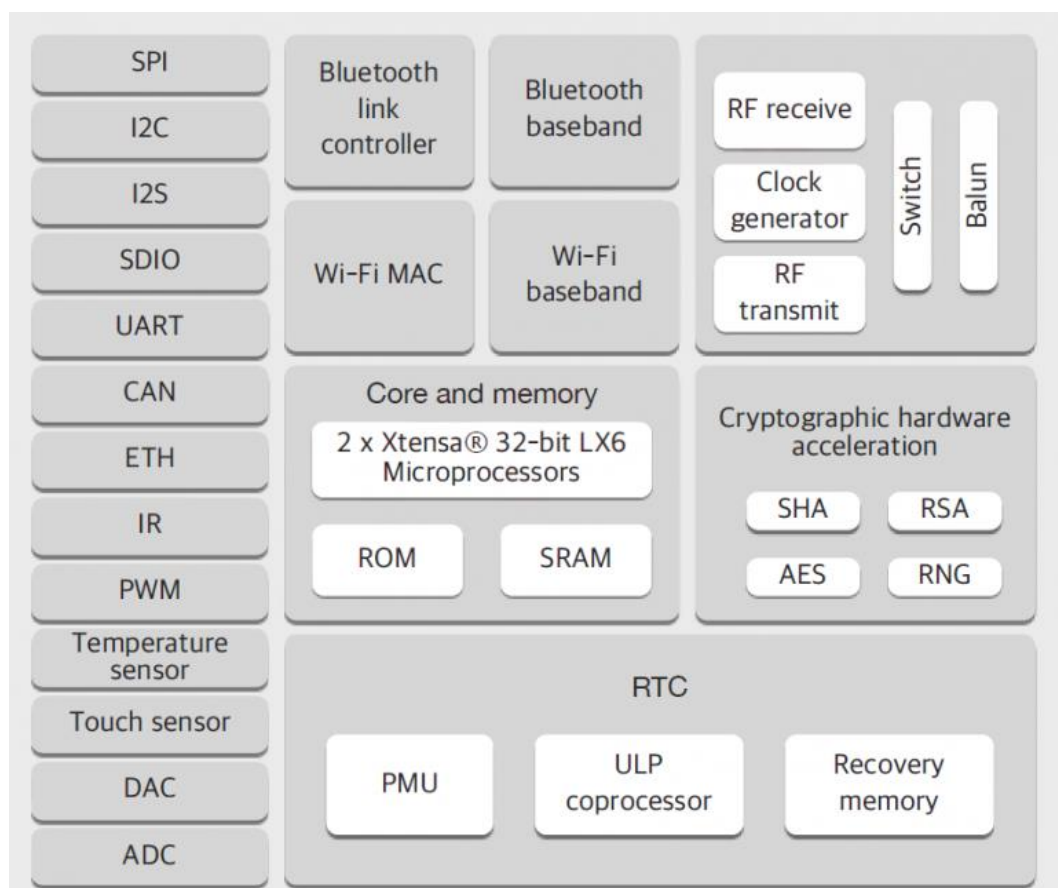 SPI
I2C
I2S
SDIO
UART
CAN
ETH
IR
PWM
Temperature
sensor
Touch sensor
DAC
ADC
Bluetooth
link
controller
Bluetooth
baseband
Wi-Fi MAC
Wi-Fi
baseband
RF receive
Clock
generator
RF
transmit
Switch
Balun
Core and memory
2 x Xtensa® 32-bit LX6
Microprocessors
ROM
SRAM
Cryptographic hardware
acceleration
SHA
RSA
AES
RNG
RTC
PMU
ULP
coprocessor
Recovery
memory